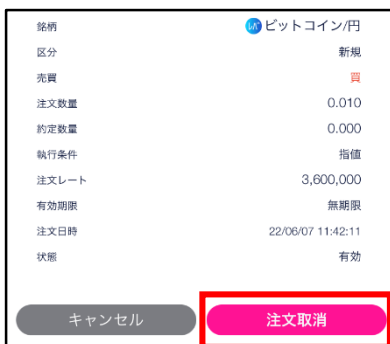 銘柄 レバ ビットコイン/円
区分 新規
売買 買
注文数量 0.010
約定数量 0.000
執行条件 指値
注文レート 3,600,000
有効期限 無期限
注文日時 22/06/07 11:42:11
状態 有効
キャンセル 注文取消